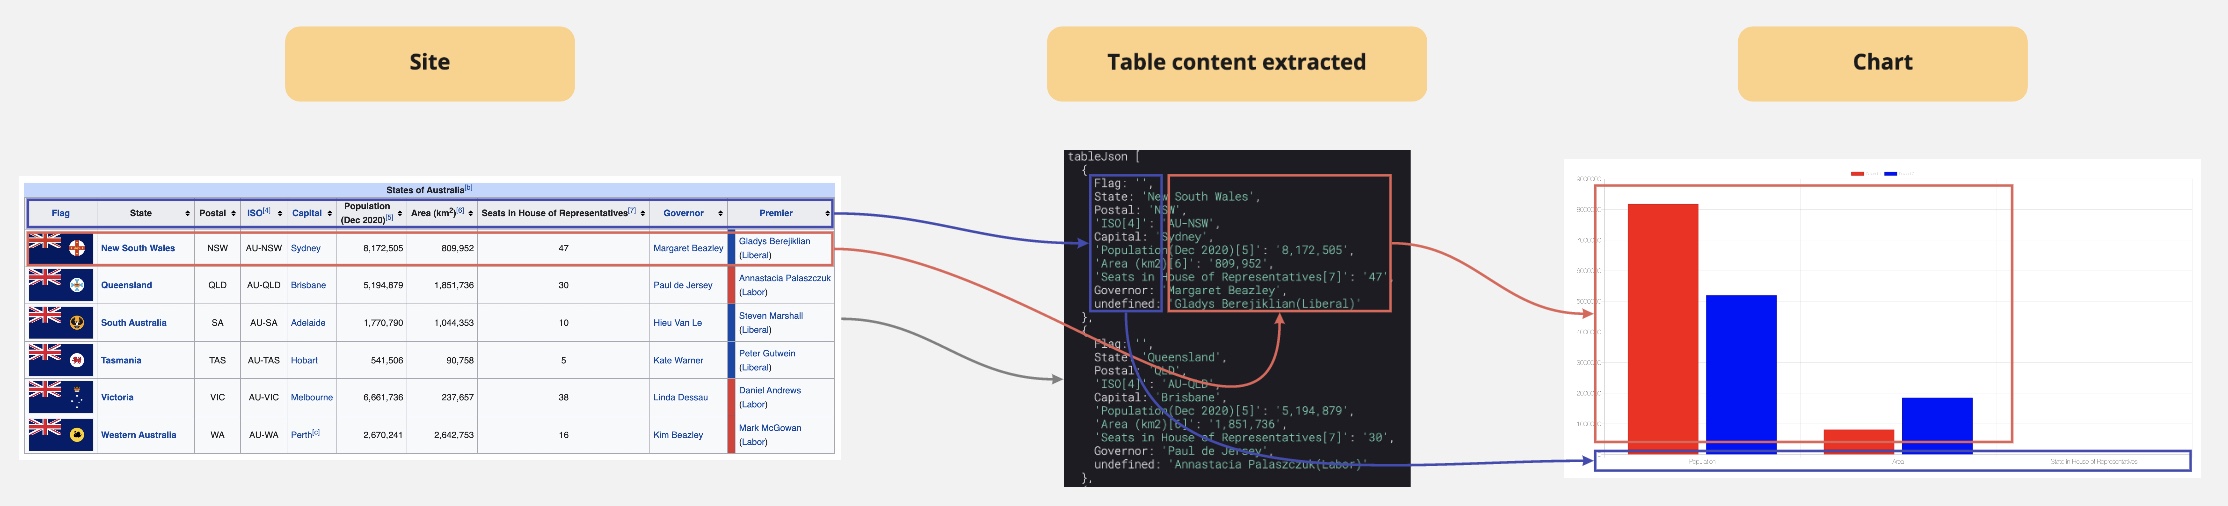 Site
Table content extracted
Chart
States of Australia[b]
Flag State Postal ISO[4] Capital Population (Dec 2020)[5] Area (km2)[6] Seats in House of Representatives[7] Governor Premier
New South Wales NSW AU-NSW Sydney 8,172,505 809,952 47 Margaret Beazley Gladys Berejiklian (Liberal)
Queensland QLD AU-QLD Brisbane 5,194,879 1,851,736 30 Paul de Jersey Annastacia Palaszczuk (Labor)
South Australia SA AU-SA Adelaide 1,770,790 1,044,353 10 Hieu Van Le Steven Marshall (Liberal)
Tasmania TAS AU-TAS Hobart 541,506 90,758 5 Kate Warner Peter Gutwein (Liberal)
Victoria VIC AU-VIC Melbourne 6,661,736 237,657 38 Linda Dessau Daniel Andrews (Labor)
Western Australia WA AU-WA Perth[c] 2,670,241 2,642,753 16 Kim Beazley Mark McGowan (Labor)
tableJson [
{
Flag: '',
State: 'New South Wales',
Postal: 'NSW',
'ISO[4]': 'AU-NSW',
Capital: 'Sydney',
'Population(Dec 2020)[5]': '8,172,505',
'Area (km2)[6]': '809,952',
'Seats in House of Representatives[7]': '47',
Governor: 'Margaret Beazley',
undefined: 'Gladys Berejiklian(Liberal)'
},
{
Flag: '',
State: 'Queensland',
Postal: 'QLD',
'ISO[4]': 'AU-QLD',
Capital: 'Brisbane',
'Population(Dec 2020)[5]': '5,194,879',
'Area (km2)[6]': '1,851,736',
'Seats in House of Representatives[7]': '30',
Governor: 'Paul de Jersey',
undefined: 'Annastacia Palaszczuk(Labor)'
},
Population
Area